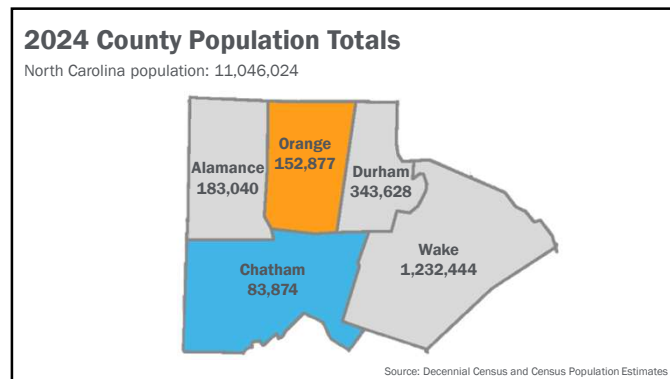 2024 County Population Totals
North Carolina population: 11,046,024
Orange
152,877
Alamance
183,040
Durham
343,628
Wake
1,232,444
Chatham
83,874
Source: Decennial Census and Census Population Estimates